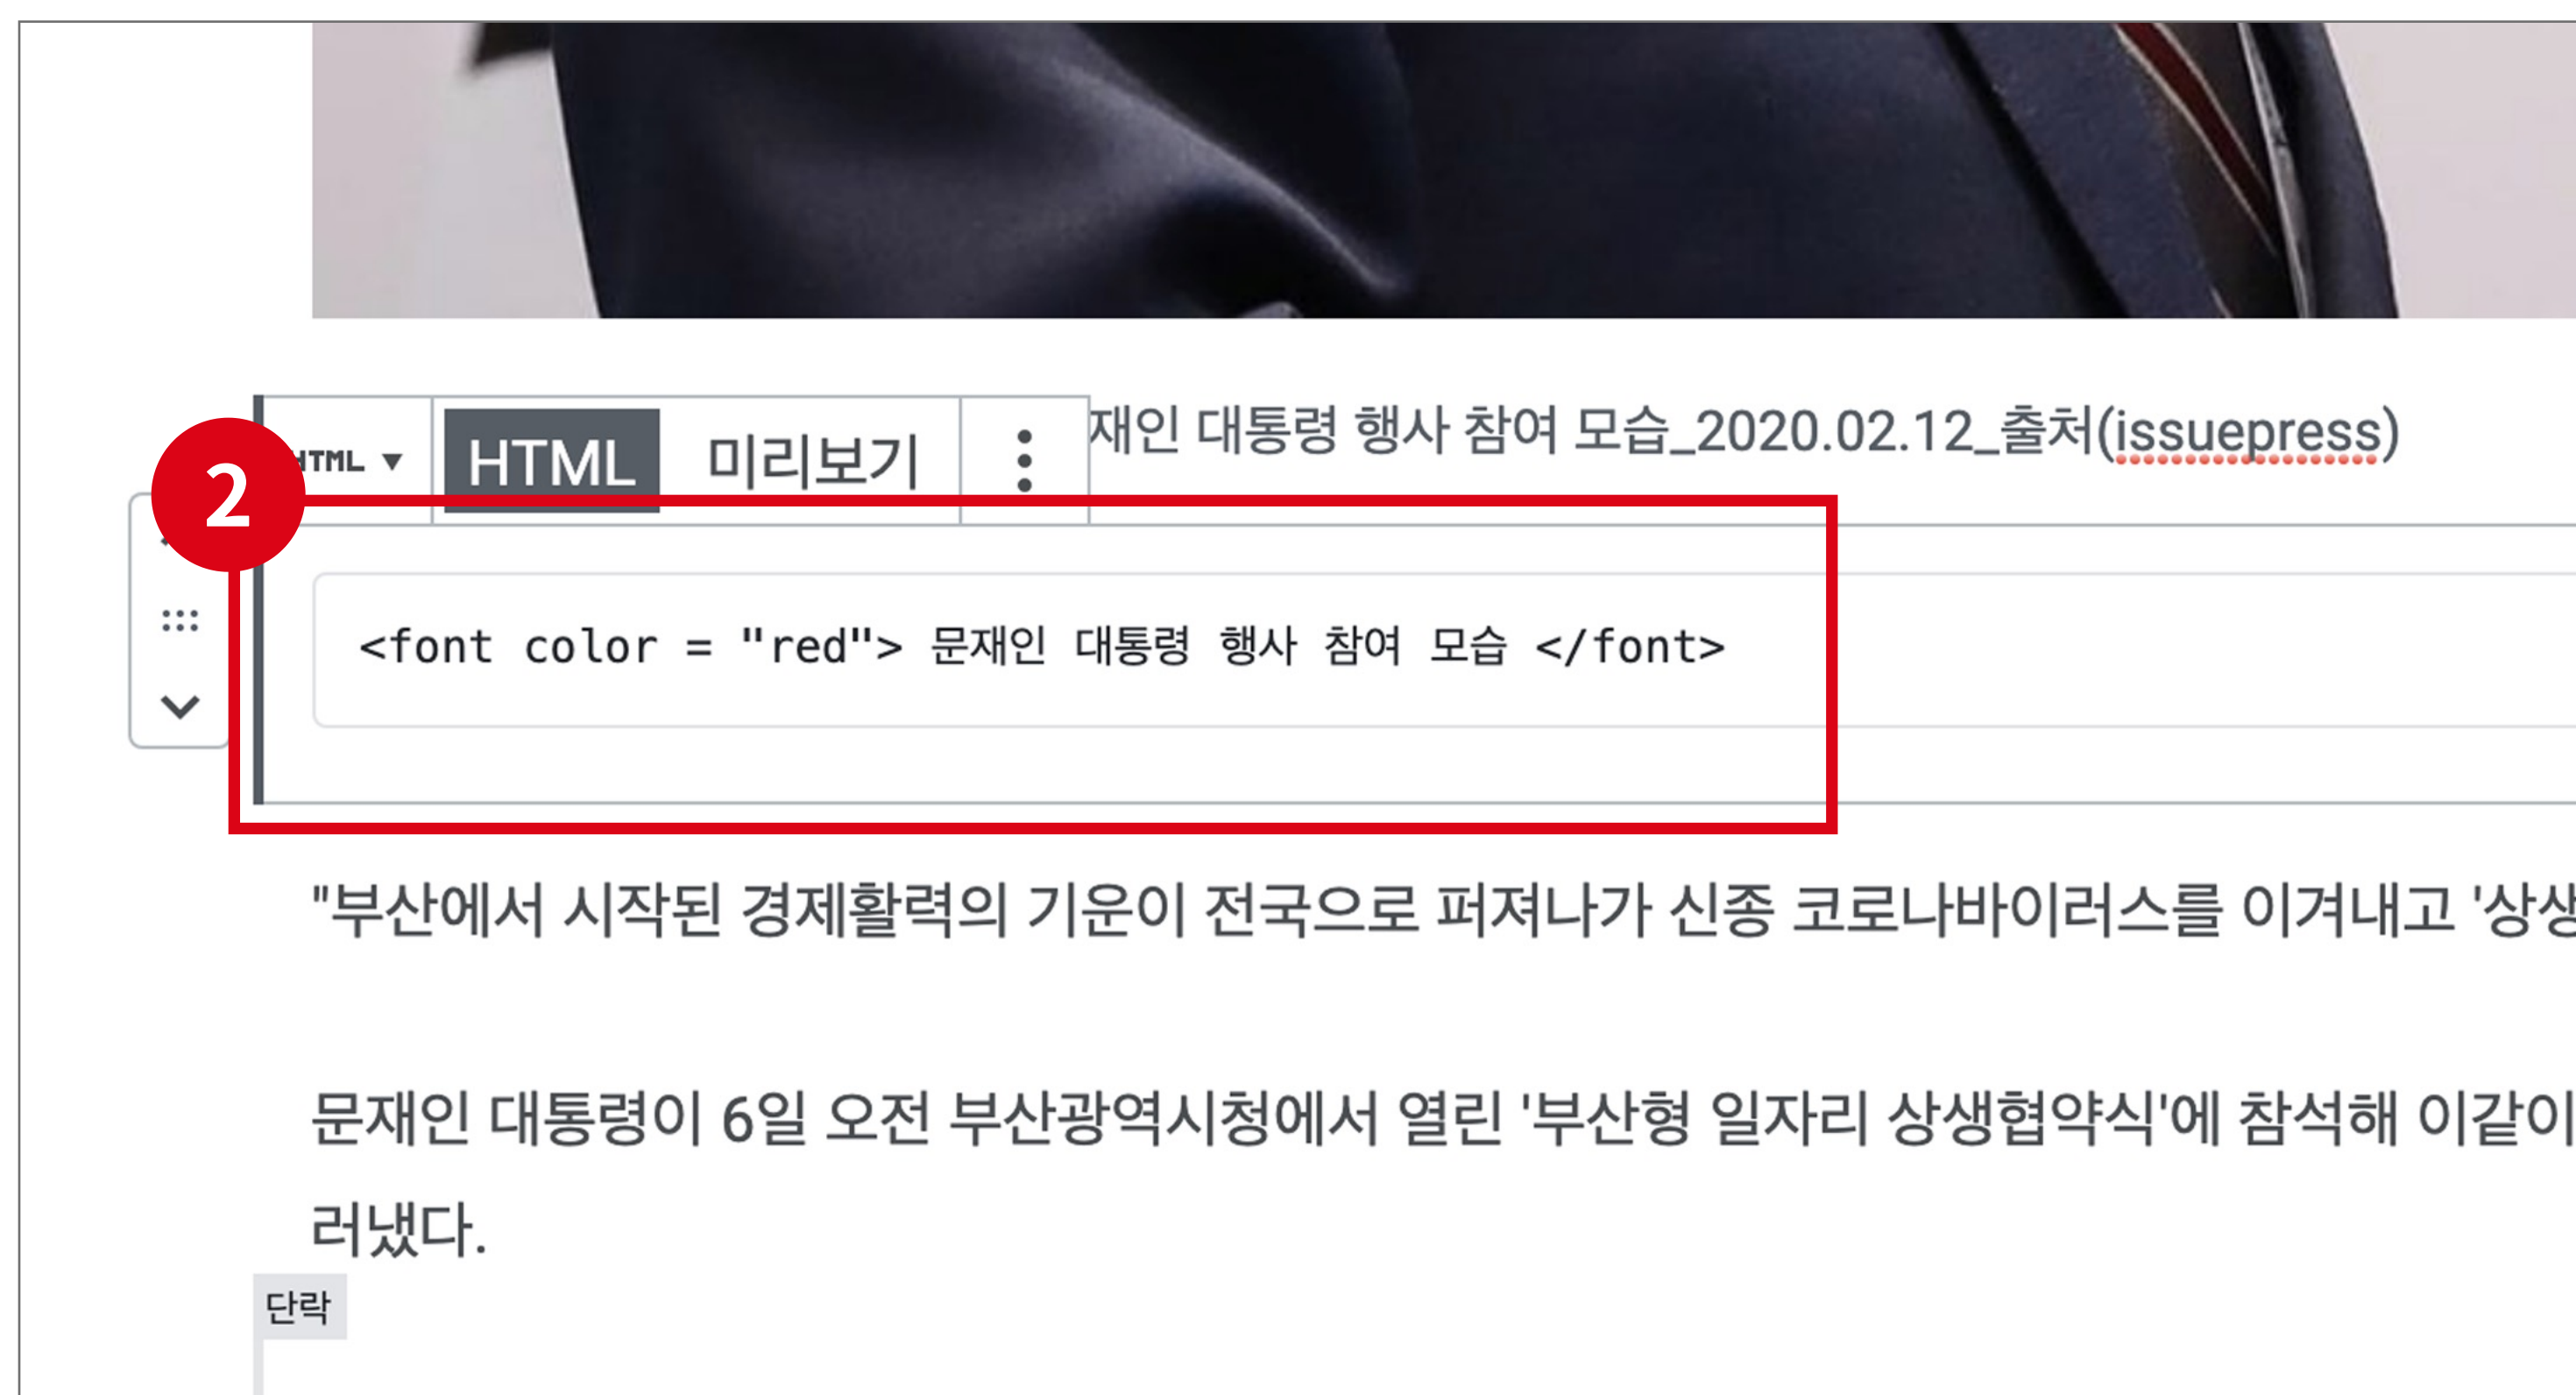 재인 대통령 행사 참여 모습_2020.02.12_출처(issuepress)
HTML ▼ HTML 미리보기
2
<font color = "red"> 문재인 대통령 행사 참여 모습 </font>
"부산에서 시작된 경제활력의 기운이 전국으로 퍼져나가 신종 코로나바이러스를 이겨내고 '상생
문재인 대통령이 6일 오전 부산광역시청에서 열린 '부산형 일자리 상생협약식'에 참석해 이같이
러냈다.
단락